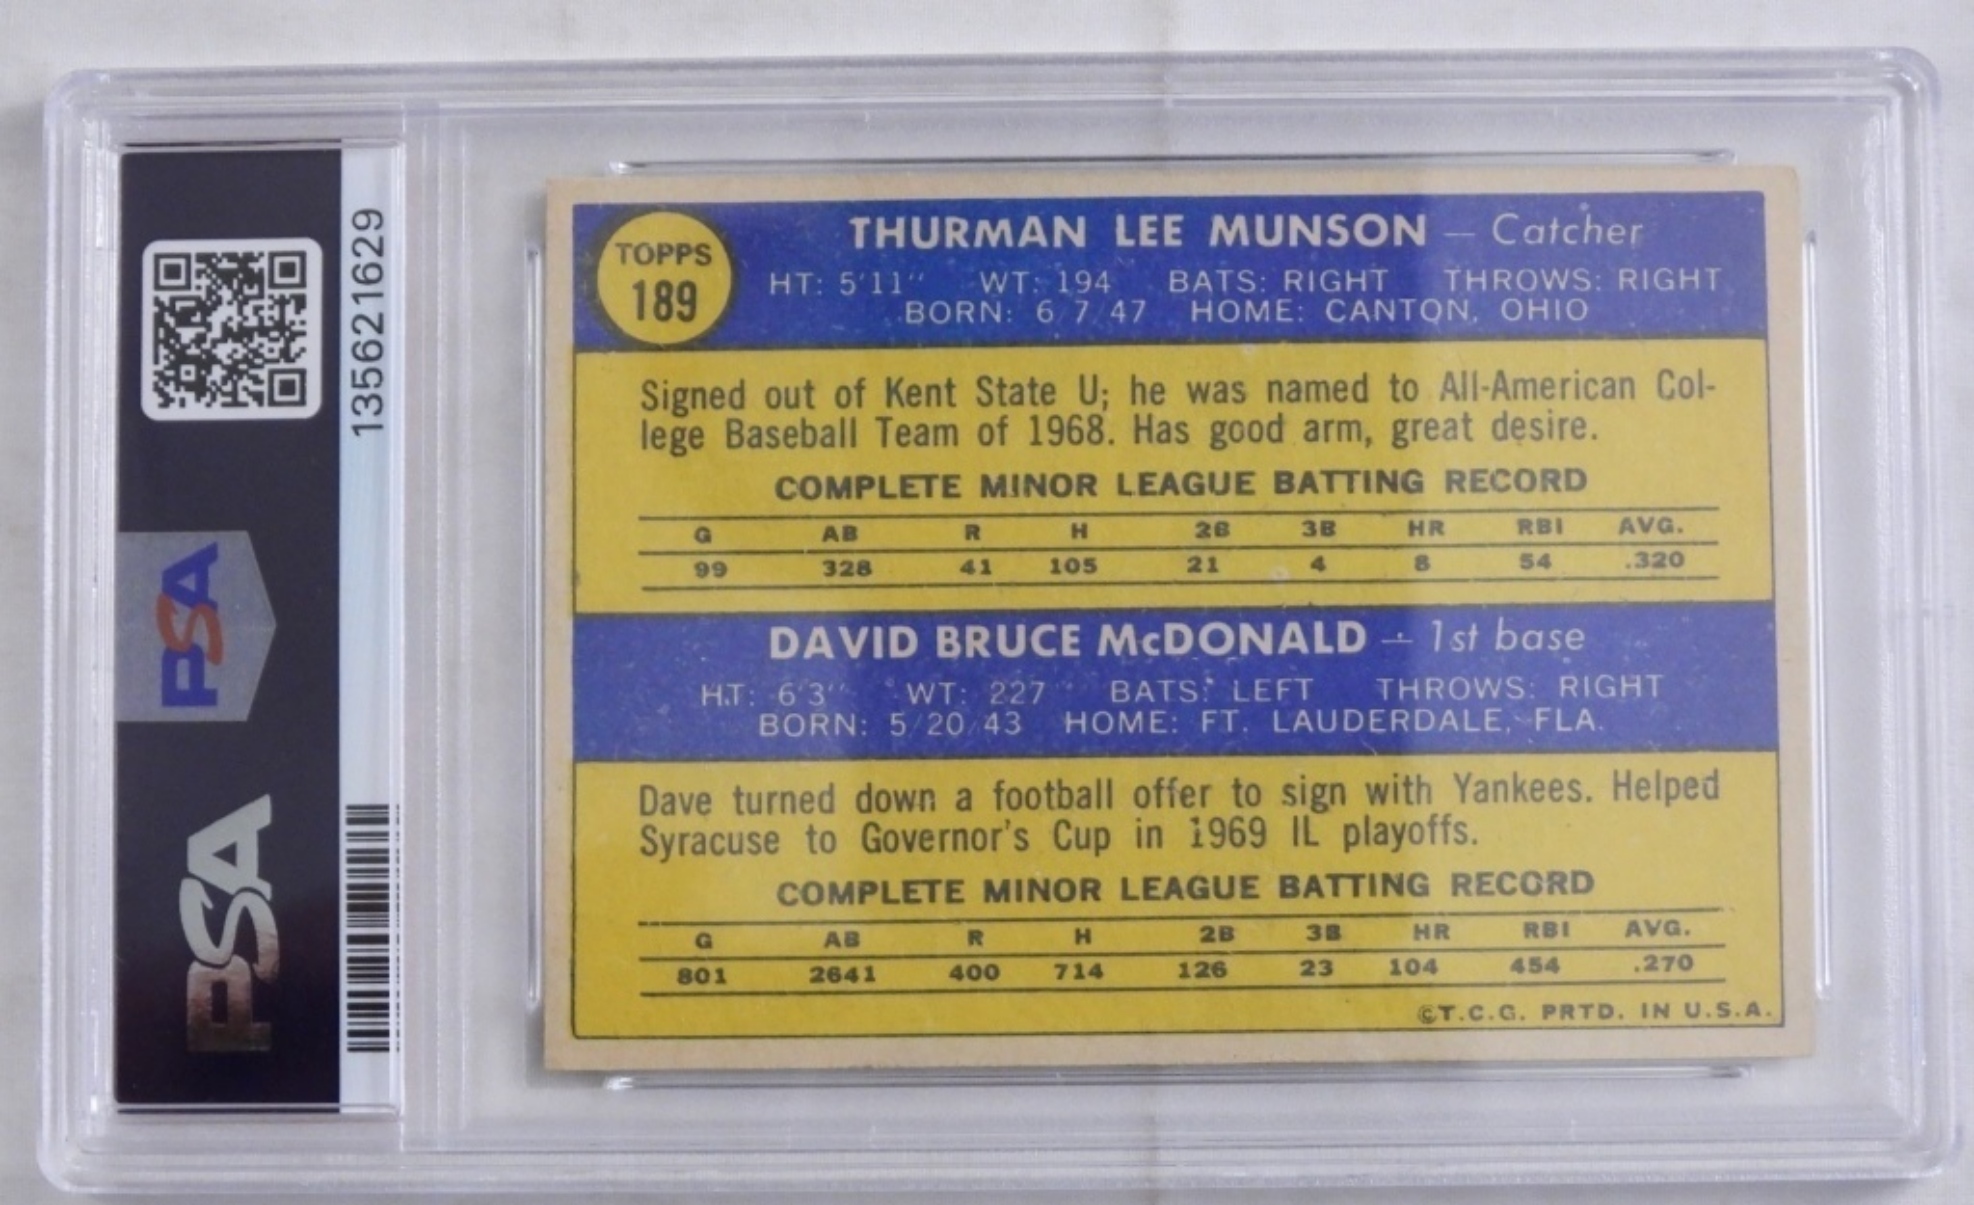 135621629
PSA
PSA
TOPPS
189
THURMAN LEE MUNSON — Catcher
HT: 5'11" WT: 194 BATS: RIGHT THROWS: RIGHT
BORN: 6/7/47 HOME: CANTON, OHIO
Signed out of Kent State U; he was named to All-American Col-
lege Baseball Team of 1968. Has good arm, great desire.
COMPLETE MINOR LEAGUE BATTING RECORD
G AB R H 2B 3B HR RBI AVG.
99 328 41 105 21 4 8 54 .320
DAVID BRUCE McDONALD — 1st base
HT: 6'3" WT: 227 BATS: LEFT THROWS: RIGHT
BORN: 5/20/43 HOME: FT. LAUDERDALE, FLA.
Dave turned down a football offer to sign with Yankees. Helped
Syracuse to Governor's Cup in 1969 IL playoffs.
COMPLETE MINOR LEAGUE BATTING RECORD
G AB R H 2B 3B HR RBI AVG.
801 2641 400 714 126 23 104 454 .270
©T.C.G. PRTD. IN U.S.A.